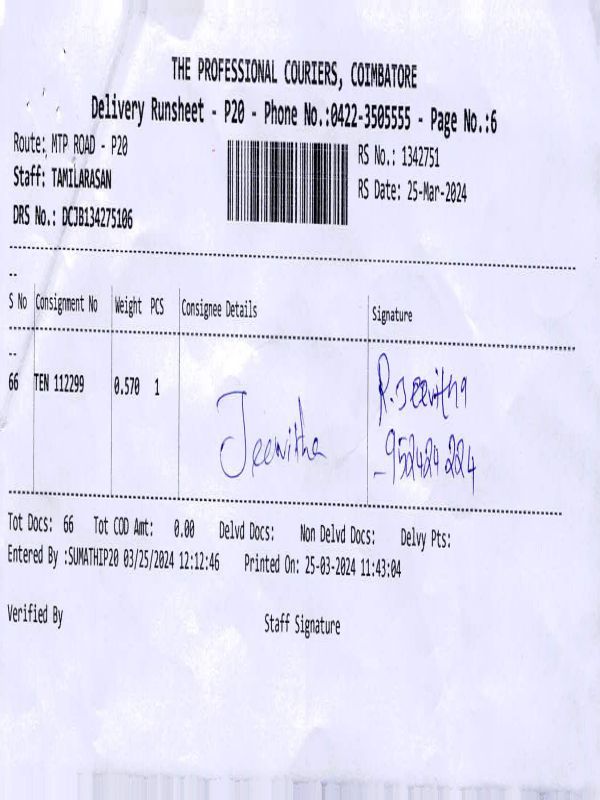 THE PROFESSIONAL COURIERS, COIMBATORE
Delivery Runsheet - P20 - Phone No.:0422-3505555 - Page No.:6
Route: MTP ROAD - P20
RS No.: 1342751
Staff: TAMILARASAN
RS Date: 25-Mar-2024
DRS No.: DCJB134275106
--
S No Consignment No Weight PCS Consignee Details Signature
--
66 TEN 112299 0.570 1 Jeevitha R.Jeevitha
Tot Docs: 66 Tot COD Amt: 0.00 Delvd Docs: Non Delvd Docs: Delvy Pts:
Entered By :SUMATHIP20 03/25/2024 12:12:46 Printed On: 25-03-2024 11:43:04
Verified By Staff Signature